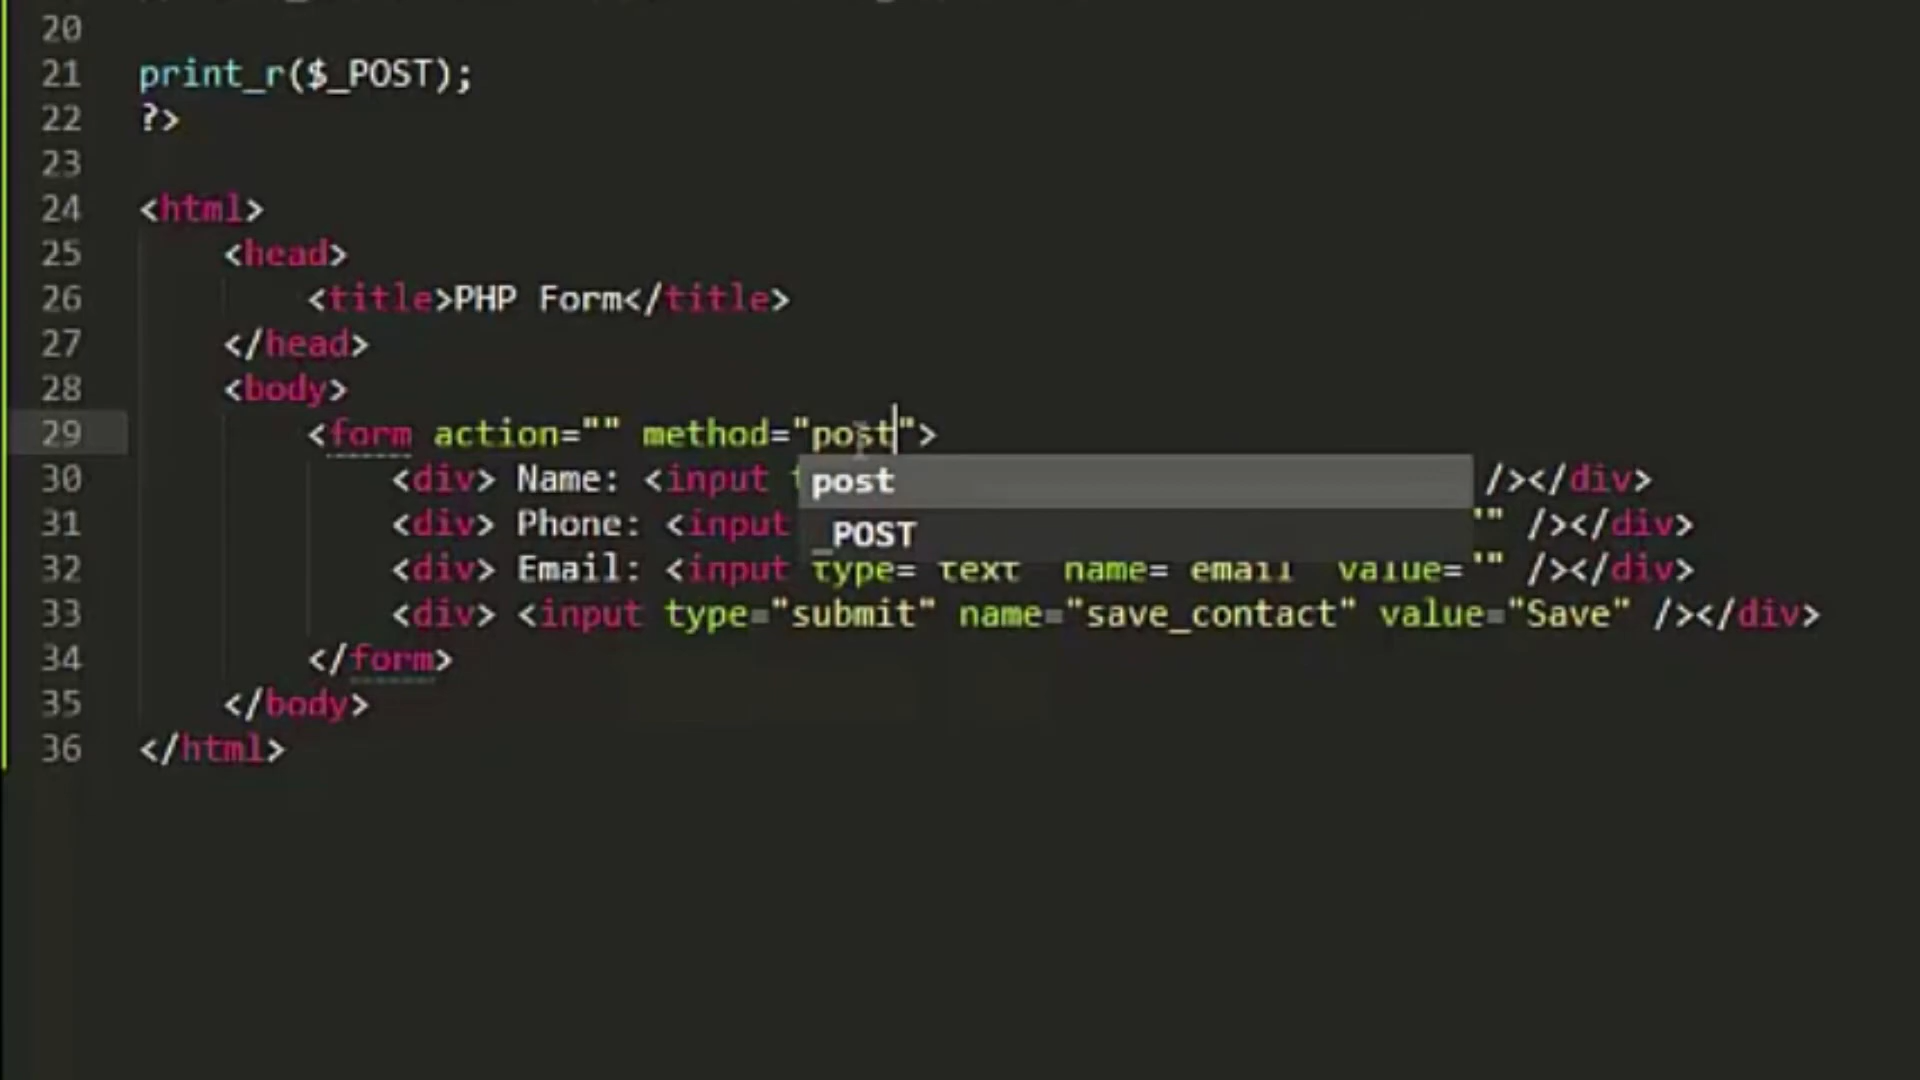 20
21 print_r($_POST);
22 ?>
23
24 <html>
25 <head>
26 <title>PHP Form</title>
27 </head>
28 <body>
29 <form action="" method="post">
30 <div> Name: <input /></div>
post
31 <div> Phone: <input "" /></div>
_POST
32 <div> Email: <input type="text" name="email" value="" /></div>
33 <div> <input type="submit" name="save_contact" value="Save" /></div>
34 </form>
35 </body>
36 </html>